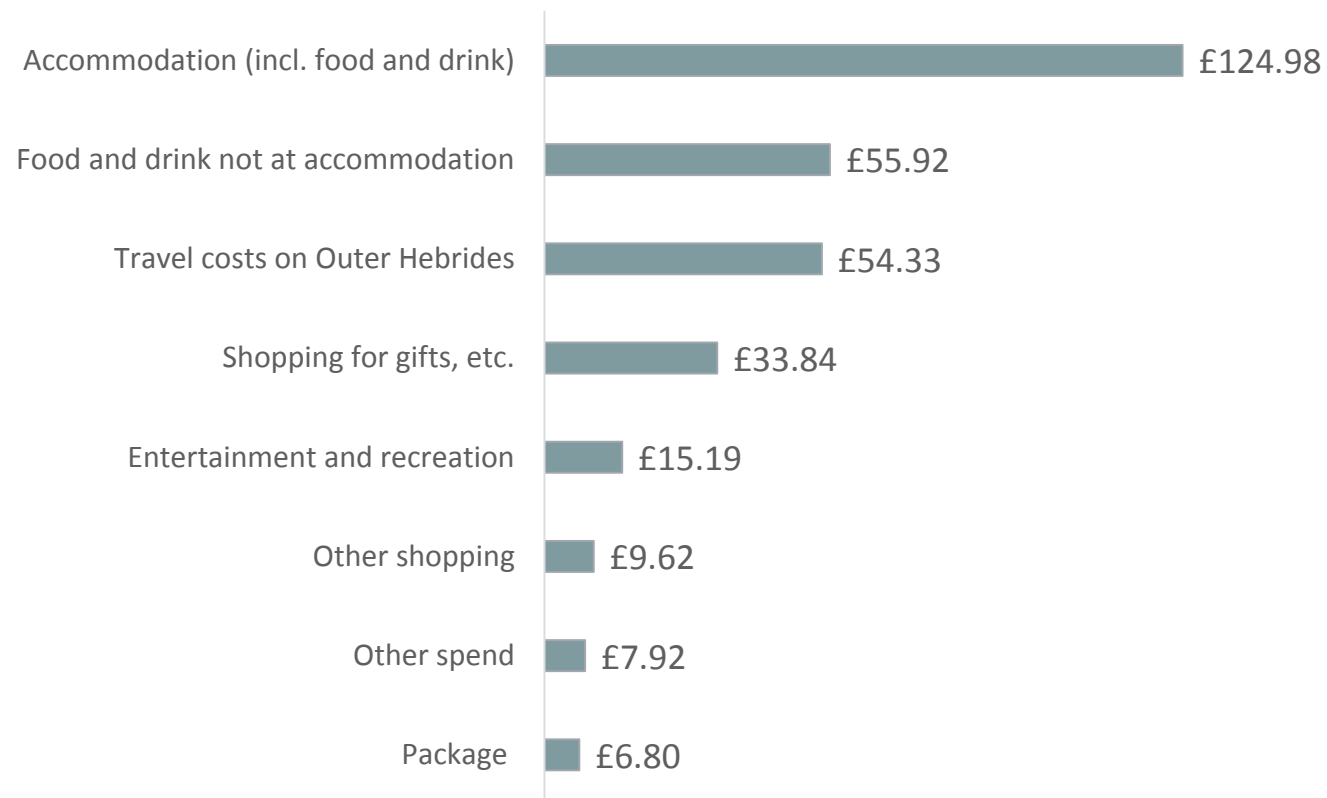 Accommodation (incl. food and drink) £124.98
Food and drink not at accommodation £55.92
Travel costs on Outer Hebrides £54.33
Shopping for gifts, etc. £33.84
Entertainment and recreation £15.19
Other shopping £9.62
Other spend £7.92
Package £6.80